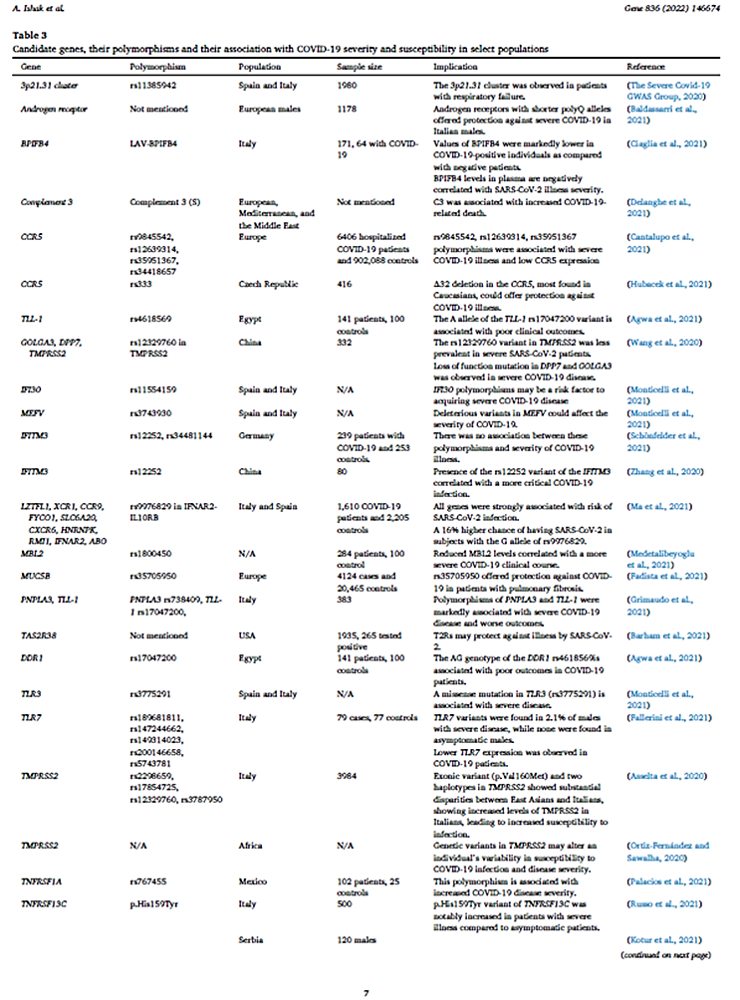 A. Ishak et al.
Gene 836 (2022) 146674
Table 3
Candidate genes, their polymorphisms and their association with COVID-19 severity and susceptibility in select populations
Gene Polymorphism Population Sample size Implication Reference
3p21.31 cluster rs11385942 Spain and Italy 1980 The 3p21.31 cluster was observed in patients (The Severe Covid-19
with respiratory failure. GWAS Group, 2020)
Androgen receptor Not mentioned European males 1178 Androgen receptors with shorter polyQ alleles (Baldassarri et al.,
offered protection against severe COVID-19 in 2021)
Italian males.
BPIFB4 LAV-BPIFB4 Italy 171, 64 with COVID- Values of BPIFB4 were markedly lower in (Ciaglia et al., 2021)
19 COVID-19-positive individuals as compared
with negative patients.
BPIFB4 levels in plasma are negatively
correlated with SARS-CoV-2 illness severity.
Complement 3 Complement 3 (S) European, Not mentioned C3 was associated with increased COVID-19- (Delanghe et al.,
Mediterranean, and related death. 2021)
the Middle East
CCR5 rs9845542, Europe 6406 hospitalized rs9845542, rs12639314, rs35951367 (Cantalupo et al.,
rs12639314, COVID-19 patients polymorphisms were associated with severe 2021)
rs35951367, and 902,088 controls COVID-19 illness and low CCR5 expression
rs34418657
CCR5 rs333 Czech Republic 416 Δ32 deletion in the CCR5, most found in (Hubacek et al., 2021)
Caucasians, could offer protection against
COVID-19 illness.
TLL-1 rs4618569 Egypt 141 patients, 100 The A allele of the TLL-1 rs17047200 variant is (Agwa et al., 2021)
controls associated with poor clinical outcomes.
GOLGA3, DPP7, rs12329760 in China 332 The rs12329760 variant in TMPRSS2 was less (Wang et al., 2020)
TMPRSS2 TMPRSS2 prevalent in severe SARS-CoV-2 patients.
Loss of function mutation in DPP7 and GOLGA3
was observed in severe COVID-19 disease.
IFI30 rs11554159 Spain and Italy N/A IFI30 polymorphisms may be a risk factor to (Monticelli et al.,
acquiring severe COVID-19 disease 2021)
MEFV rs3743930 Spain and Italy N/A Deleterious variants in MEFV could affect the (Monticelli et al.,
severity of COVID-19. 2021)
IFITM3 rs12252, rs34481144 Germany 239 patients with There was no association between these (Schönfelder et al.,
COVID-19 and 253 polymorphisms and severity of COVID-19 2021)
controls. illness.
IFITM3 rs12252 China 80 Presence of the rs12252 variant of the IFITM3 (Zhang et al., 2020)
correlated with a more critical COVID-19
infection.
LZTFL1, XCR1, CCR9, rs9976829 in IFNAR2- Italy and Spain 1,610 COVID-19 All genes were strongly associated with risk of (Ma et al., 2021)
FYCO1, SLC6A20, IL10RB patients and 2,205 SARS-CoV-2 infection.
CXCR6, HNRNPK, controls A 16% higher chance of having SARS-CoV-2 in
RMI1, IFNAR2, ABO subjects with the G allele of rs9976829.
MBL2 rs1800450 N/A 284 patients, 100 Reduced MBL2 levels correlated with a more (Medetalibeyoglu
control severe COVID-19 clinical course. et al., 2021)
MUC5B rs35705950 Europe 4124 cases and rs35705950 offered protection against COVID- (Fadista et al., 2021)
20,465 controls 19 in patients with pulmonary fibrosis.
PNPLA3, TLL-1 PNPLA3 rs738409, TLL- Italy 383 Polymorphisms of PNPLA3 and TLL-1 were (Grimaudo et al.,
1 rs17047200, markedly associated with severe COVID-19 2021)
disease and worse outcomes.
TAS2R38 Not mentioned USA 1935, 265 tested T2Rs may protect against illness by SARS-CoV- (Barham et al., 2021)
positive 2.
DDR1 rs17047200 Egypt 141 patients, 100 The AG genotype of the DDR1 rs4618569is (Agwa et al., 2021)
controls associated with poor outcomes in COVID-19
patients.
TLR3 rs3775291 Spain and Italy N/A A missense mutation in TLR3 (rs3775291) is (Monticelli et al.,
associated with severe disease. 2021)
TLR7 rs189681811, Italy 79 cases, 77 controls TLR7 variants were found in 2.1% of males (Fallerini et al., 2021)
rs147244662, with severe disease, while none were found in
rs149314023, asymptomatic males.
rs200146658, Lower TLR7 expression was observed in
rs5743781 COVID-19 patients.
TMPRSS2 rs2298659, Italy 3984 Exonic variant (p.Val160Met) and two (Asselta et al., 2020)
rs17854725, haplotypes in TMPRSS2 showed substantial
rs12329760, rs3787950 disparities between East Asians and Italians,
showing increased levels of TMPRSS2 in
Italians, leading to increased susceptibility to
infection.
TMPRSS2 N/A Africa N/A Genetic variants in TMPRSS2 may alter an (Ortiz-Fernández and
individual's variability in susceptibility to Sawalha, 2020)
COVID-19 infection and disease severity.
TNFRSF1A rs767455 Mexico 102 patients, 25 This polymorphism is associated with (Palacios et al., 2021)
controls increased COVID-19 disease severity.
TNFRSF13C p.His159Tyr Italy 500 p.His159Tyr variant of TNFRSF13C was (Russo et al., 2021)
notably increased in patients with severe
illness compared to asymptomatic patients.
Serbia 120 males (Kotur et al., 2021)
(continued on next page)
7